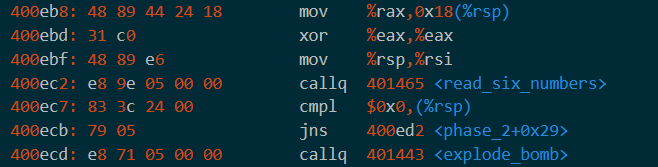 400eb8: 48 89 44 24 18 mov %rax,0x18(%rsp)
400ebd: 31 c0 xor %eax,%eax
400ebf: 48 89 e6 mov %rsp,%rsi
400ec2: e8 9e 05 00 00 callq 401465 <read_six_numbers>
400ec7: 83 3c 24 00 cmpl $0x0,(%rsp)
400ecb: 79 05 jns 400ed2 <phase_2+0x29>
400ecd: e8 71 05 00 00 callq 401443 <explode_bomb>